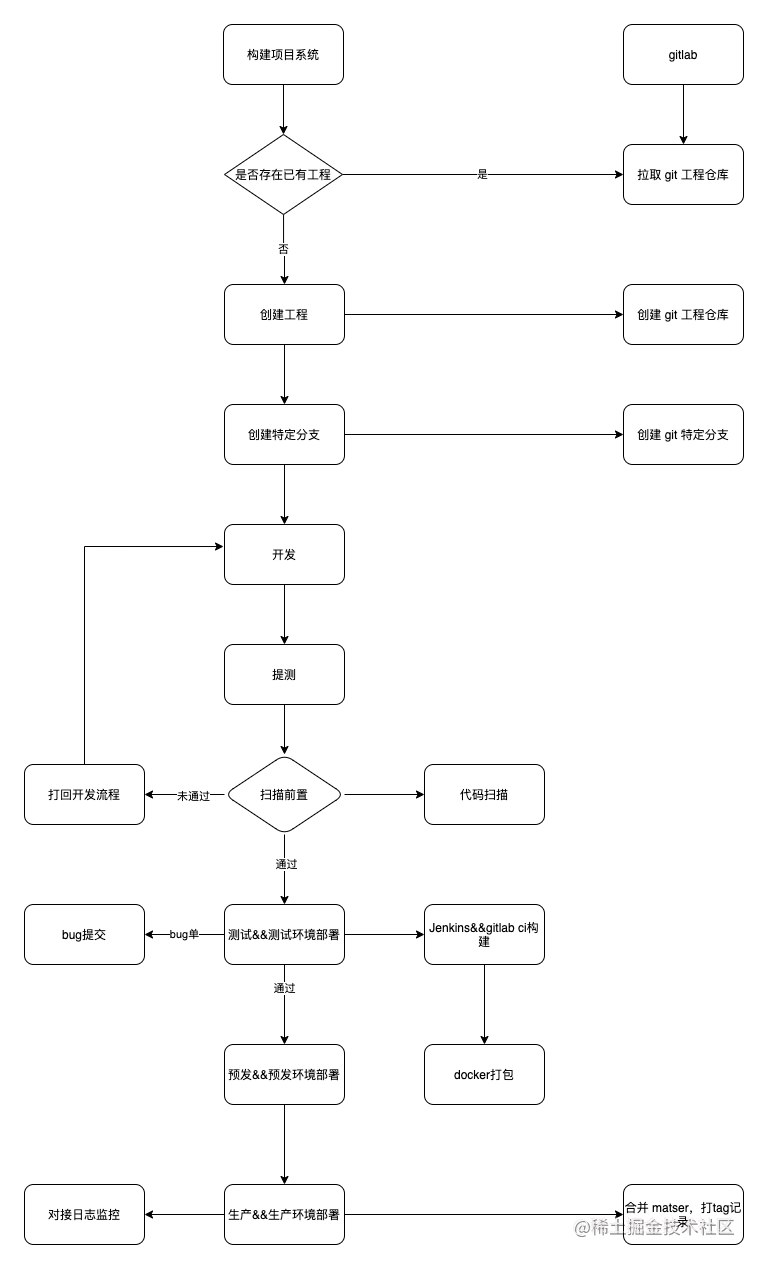 构建项目系统
gitlab
是否存在已有工程
是
拉取 git 工程仓库
否
创建工程
创建 git 工程仓库
创建特定分支
创建 git 特定分支
开发
提测
打回开发流程
未通过
扫描前置
代码扫描
通过
bug提交
bug单
测试&&测试环境部署
Jenkins&&gitlab ci构
建
通过
预发&&预发环境部署
docker打包
对接日志监控
生产&&生产环境部署
合并 matser，打tag记
录
@稀土掘金技术社区